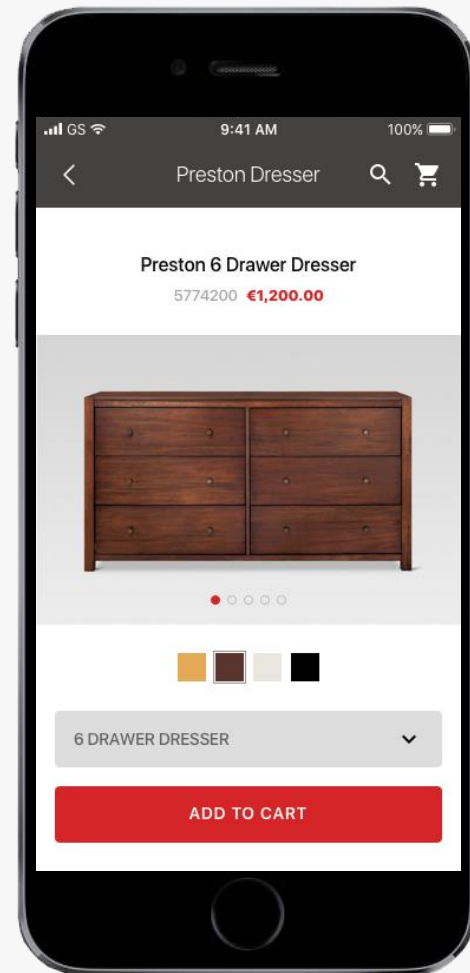 GS 9:41 AM 100%
Preston Dresser
Preston 6 Drawer Dresser
5774200 €1,200.00
6 DRAWER DRESSER
ADD TO CART